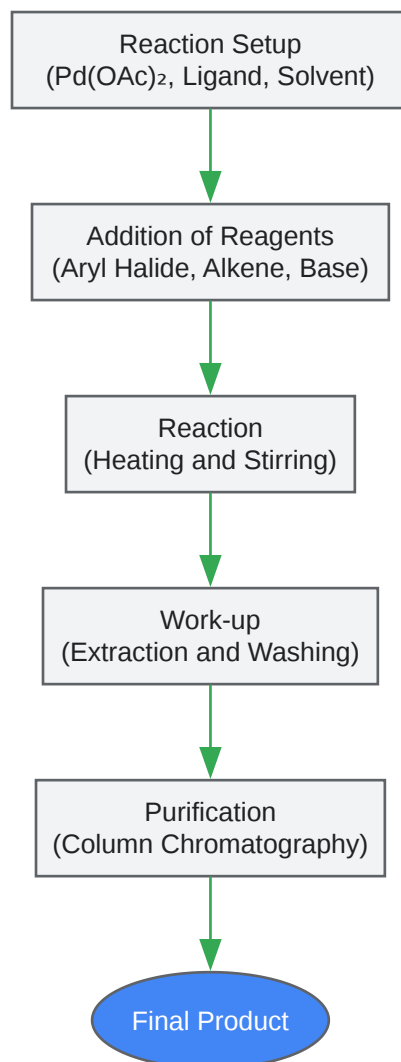 Reaction Setup
(Pd(OAc)₂, Ligand, Solvent)
Addition of Reagents
(Aryl Halide, Alkene, Base)
Reaction
(Heating and Stirring)
Work-up
(Extraction and Washing)
Purification
(Column Chromatography)
Final Product